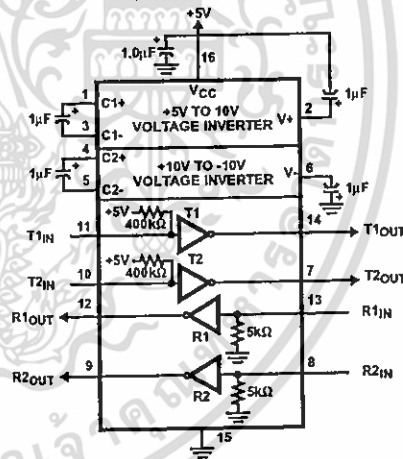 +5V
1.0µF
+
16
VCC
1
1µF
+
C1+
3
C1-
+5V TO 10V
VOLTAGE INVERTER
V+
2
+
1µF
4
1µF
+
C2+
5
C2-
+10V TO -10V
VOLTAGE INVERTER
V-
6
+
1µF
T1IN
11
+5V
400kΩ
T1
14
T1OUT
T2IN
10
+5V
400kΩ
T2
7
T2OUT
R1OUT
12
R1
13
R1IN
5kΩ
R2OUT
9
R2
8
R2IN
5kΩ
15